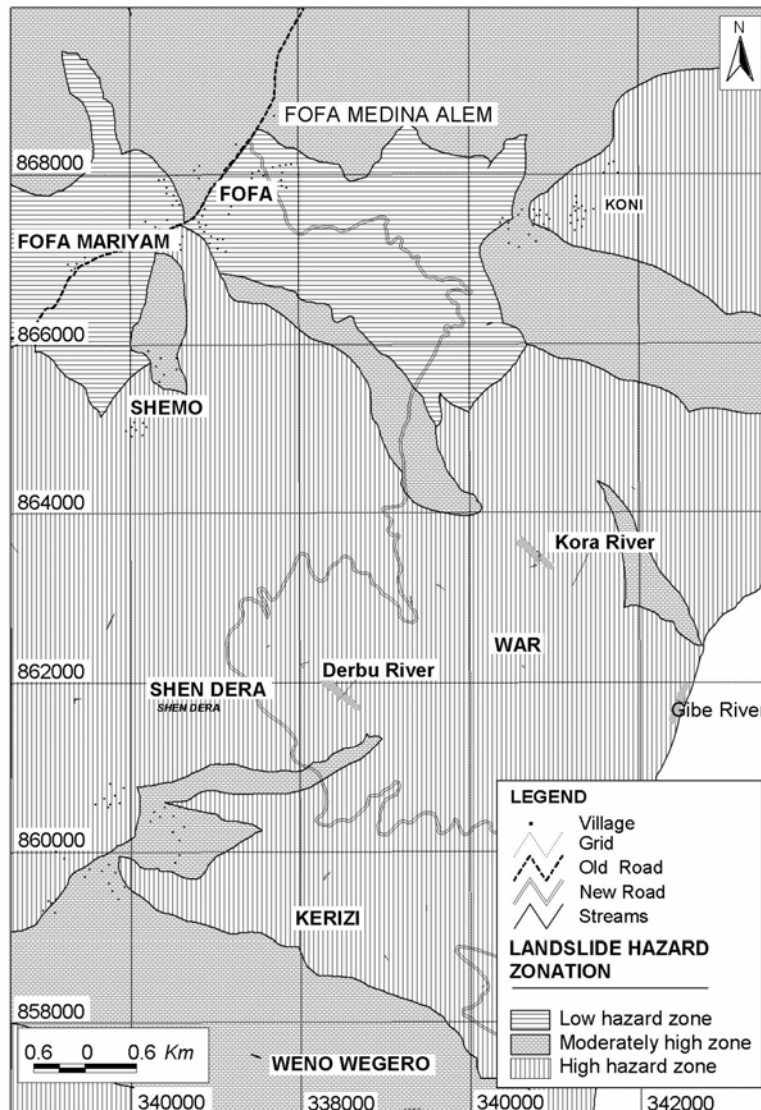 FOFA MEDINA ALEM
868000
FOFA
KONI
FOFA MARIYAM
866000
SHEMO
864000
Kora River
WAR
862000
Derbu River
SHEN DERA
SHEN DERA
Gibe River
LEGEND
Village
Grid
Old Road
New Road
Streams
LANDSLIDE HAZARD
ZONATION
Low hazard zone
Moderately high zone
High hazard zone
860000
KERIZI
858000
0.6 0 0.6 Km
WENO WEGERO
340000 338000 340000 342000
N